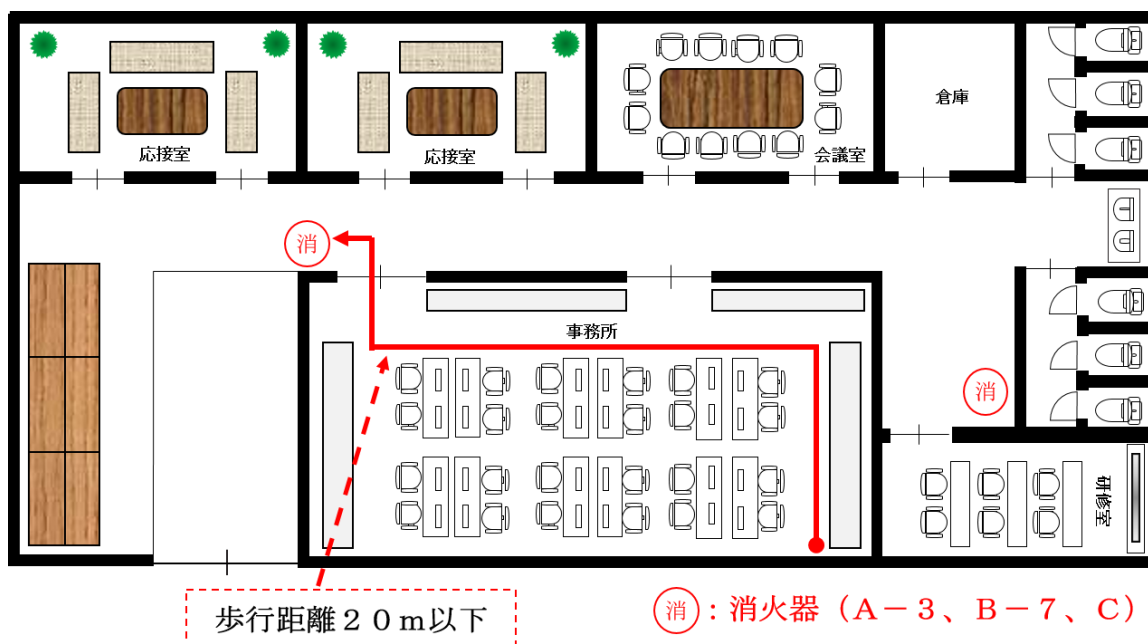 応接室
応接室
会議室
倉庫
消
事務所
消
研修室
歩行距離２０ｍ以下
消：消火器（Ａ－３、Ｂ－７、Ｃ）